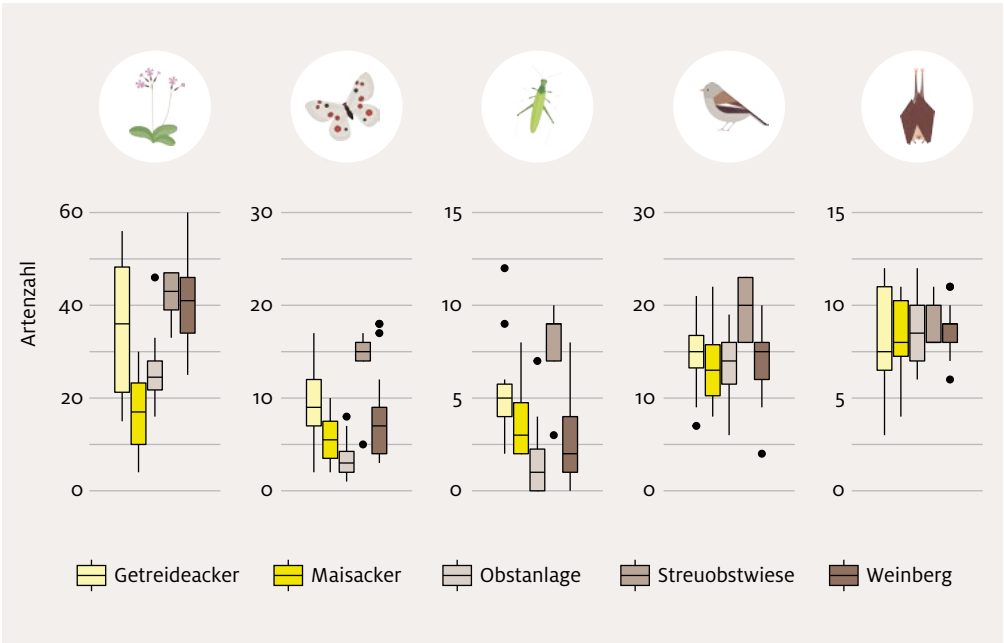 60 30 15 30 15
40 20 10 20 10
20 10 5 10 5
0 0 0 0 0
Artenzahl
Getreideacker Maisacker Obstanlage Streuobstwiese Weinberg